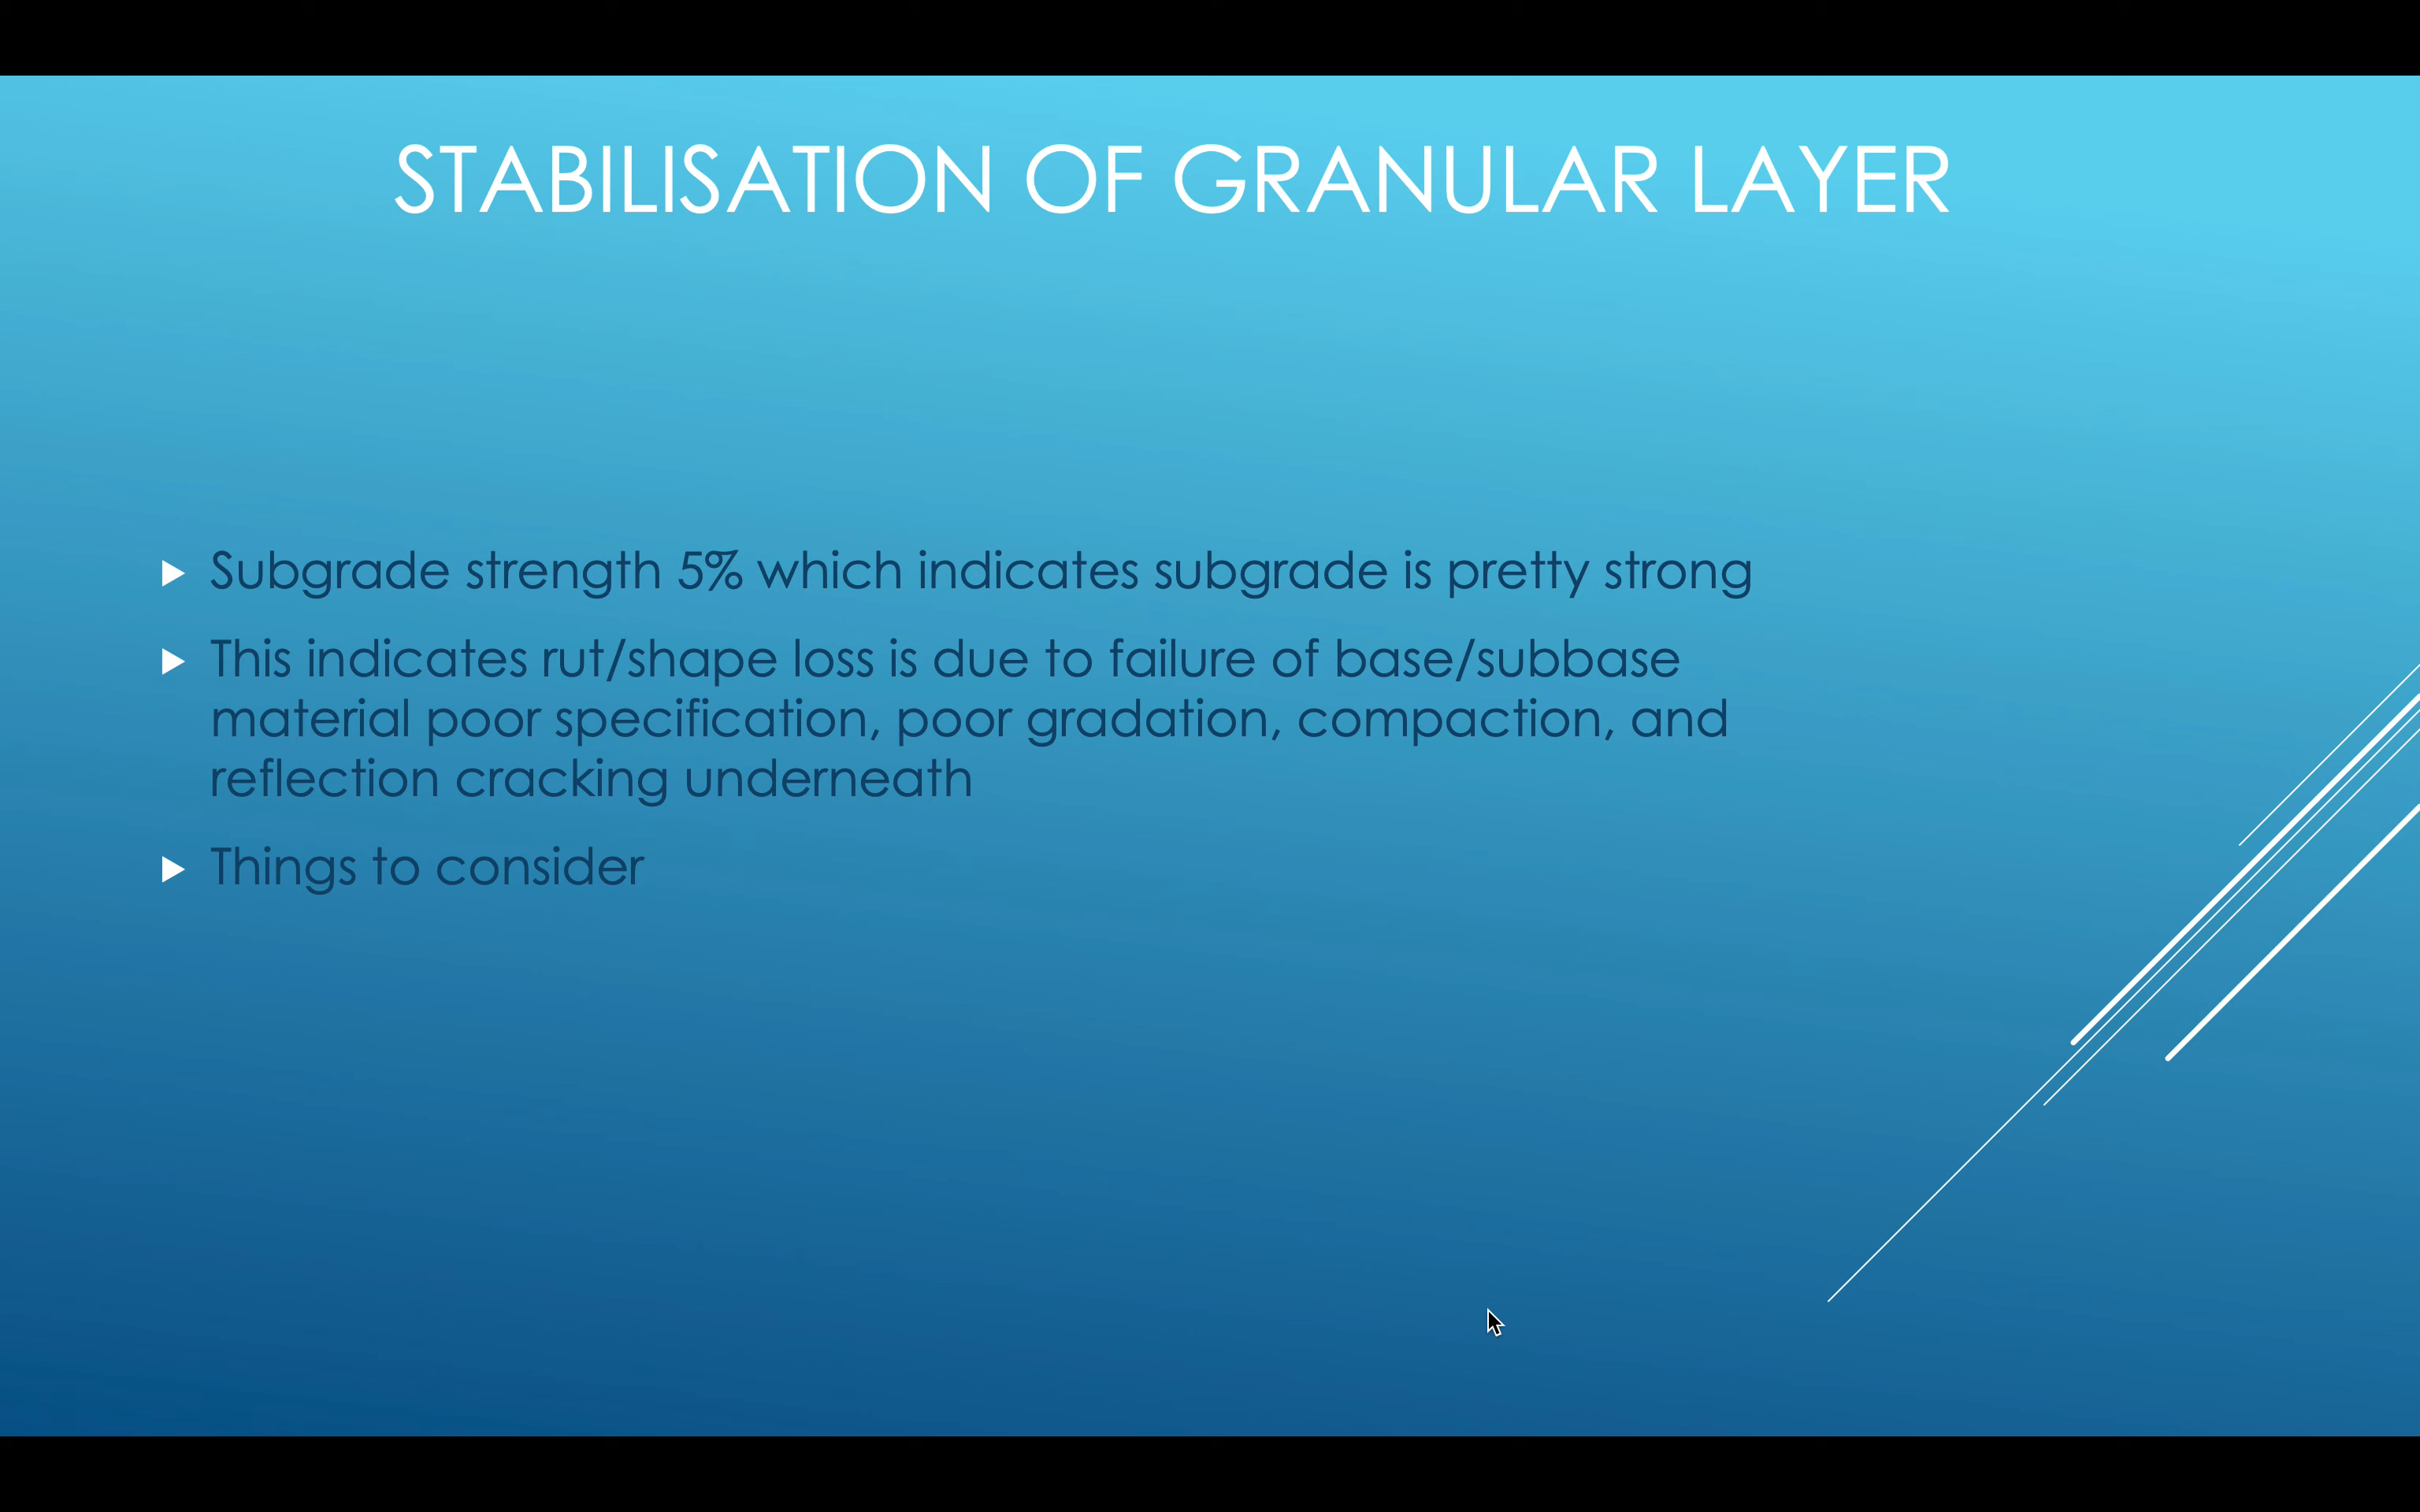 STABILISATION OF GRANULAR LAYER
Subgrade strength 5% which indicates subgrade is pretty strong
This indicates rut/shape loss is due to failure of base/subbase
material poor specification, poor gradation, compaction, and
reflection cracking underneath
Things to consider